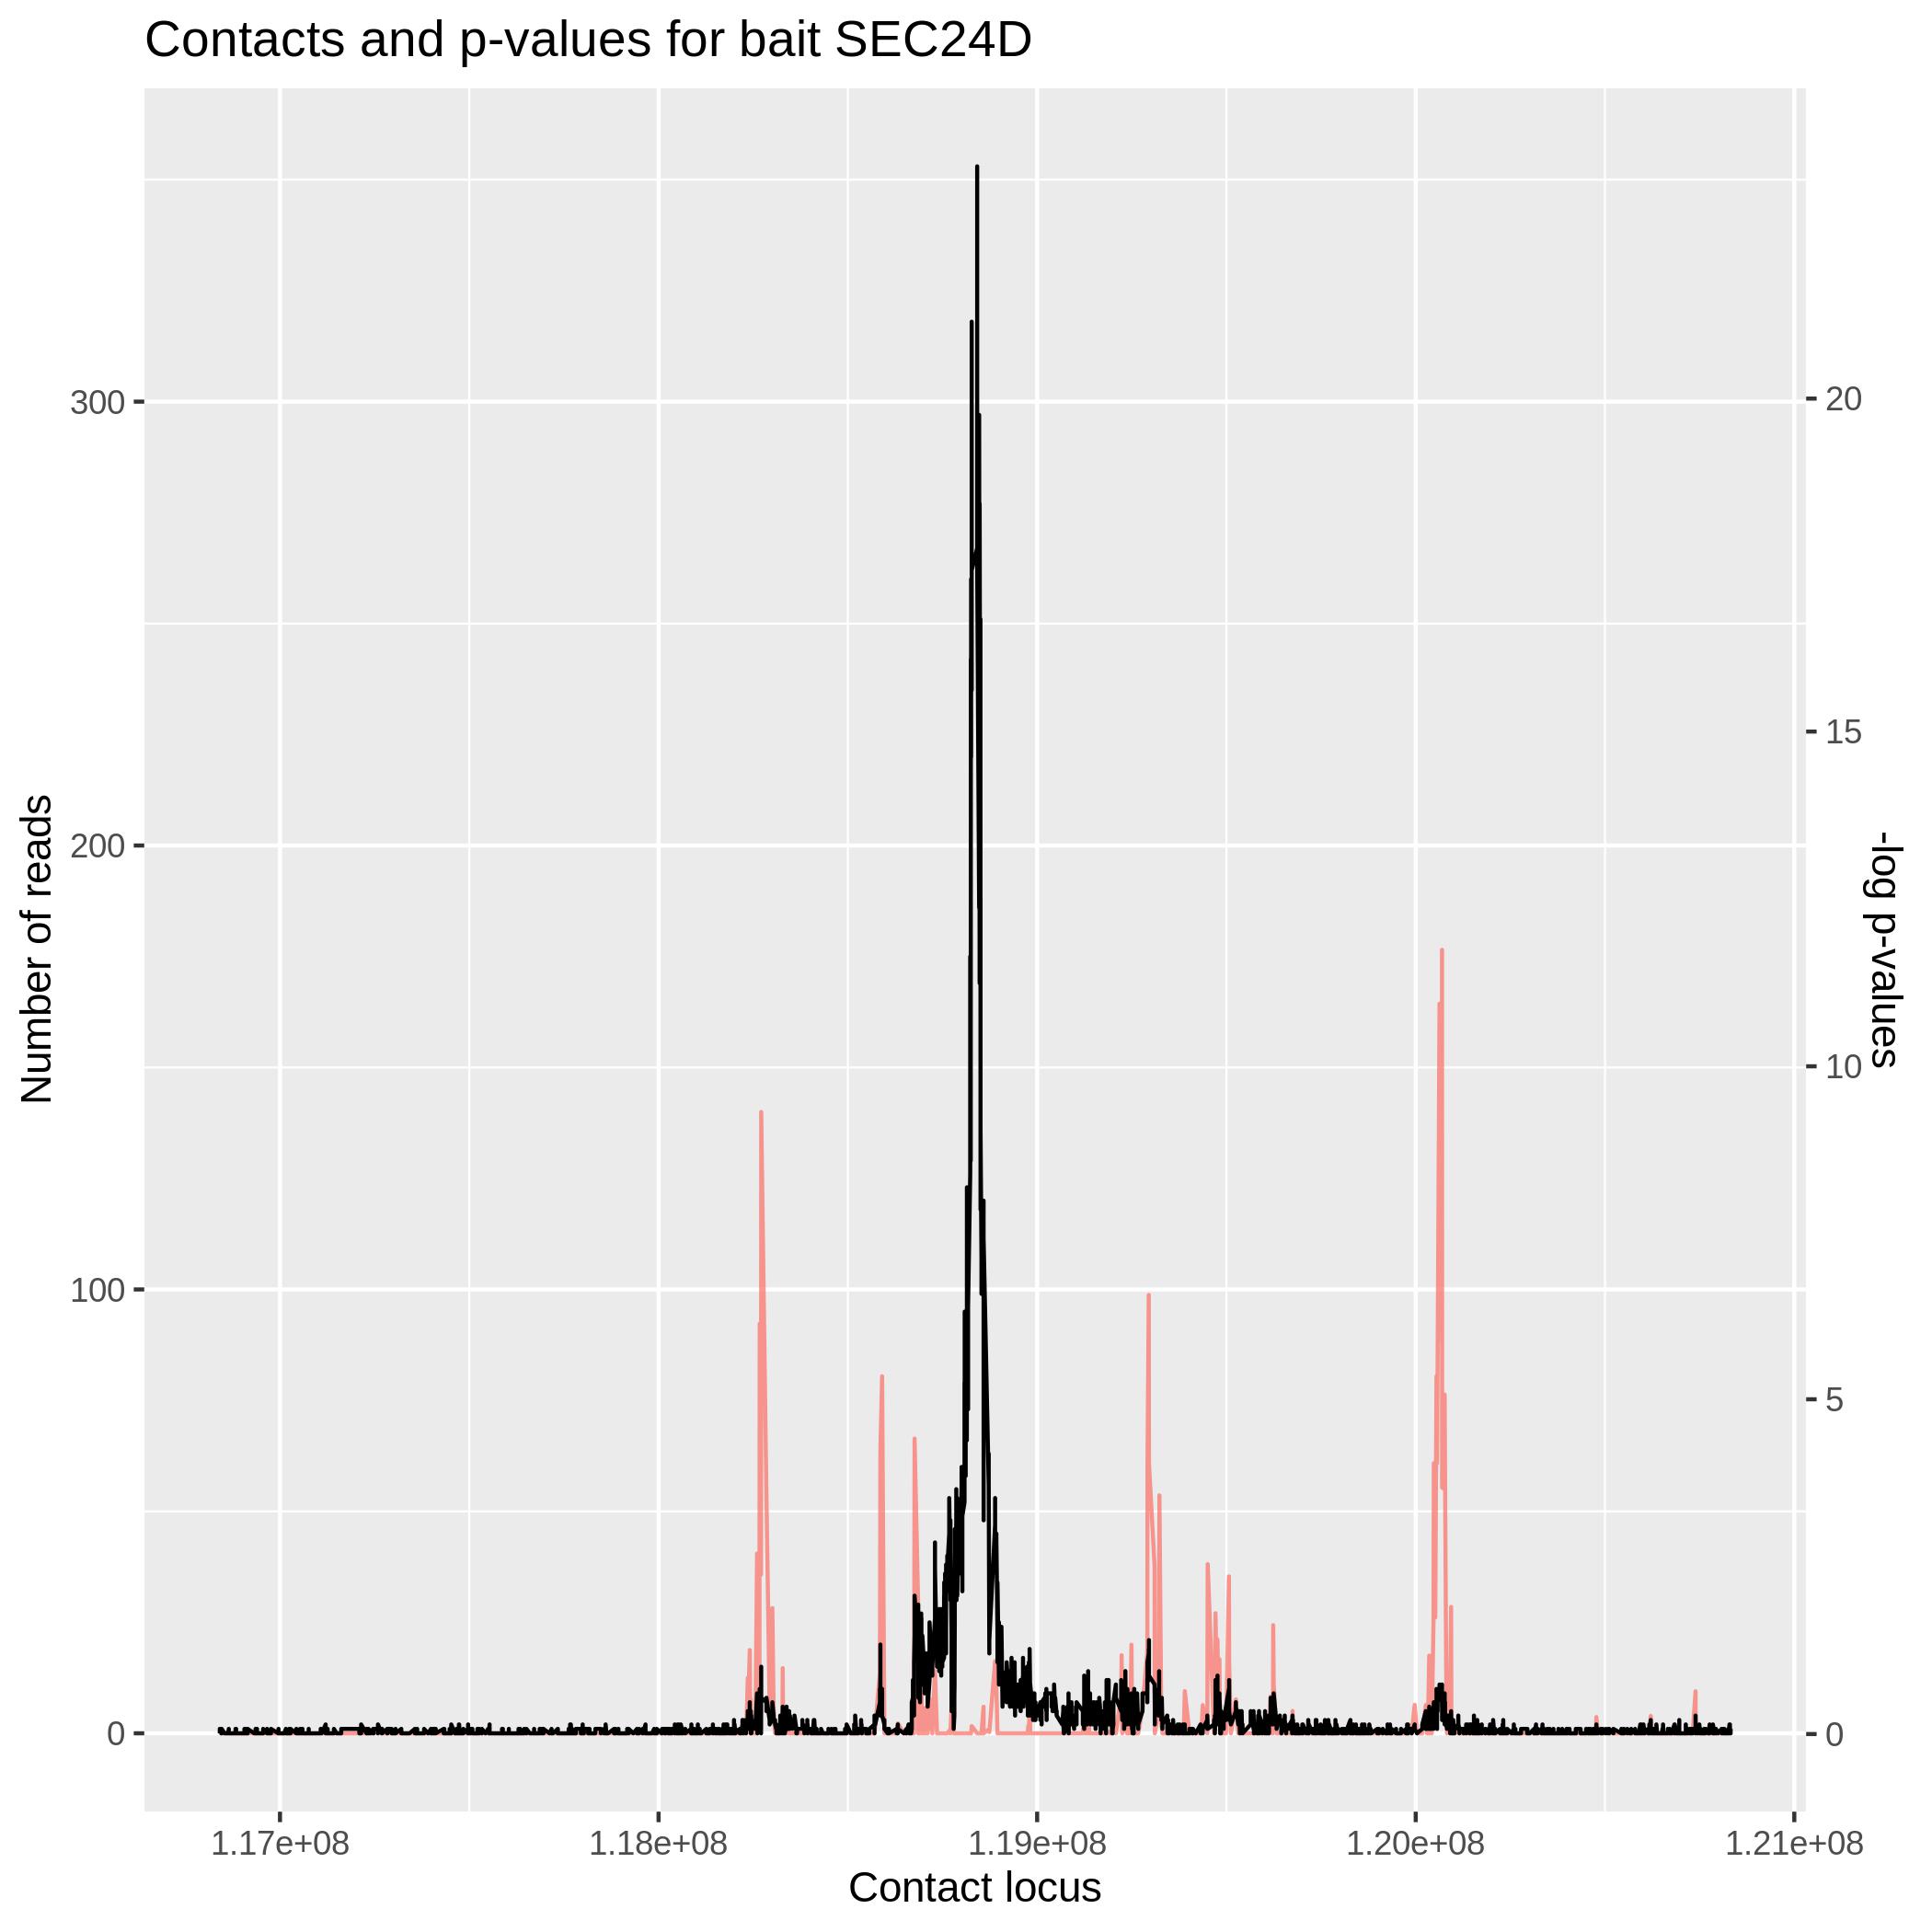 Contacts and p-values for bait SEC24D
Number of reads
300
200
100
0
20
15
10
5
0
-log p-values
1.17e+08
1.18e+08
1.19e+08
1.20e+08
1.21e+08
Contact locus